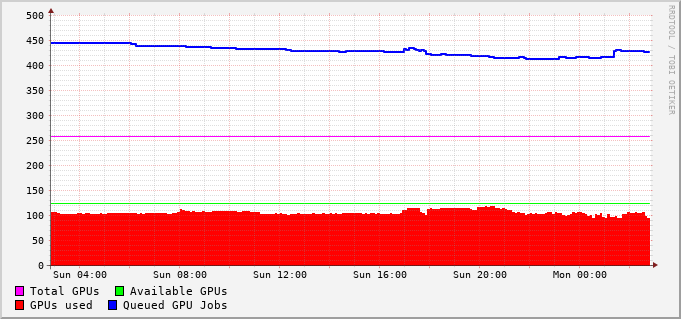 500
450
400
350
300
250
200
150
100
50
0
Sun 04:00 Sun 08:00 Sun 12:00 Sun 16:00 Sun 20:00 Mon 00:00
Total GPUs Available GPUs
GPUs used Queued GPU Jobs
RRDTOOL / TOBI OETIKER